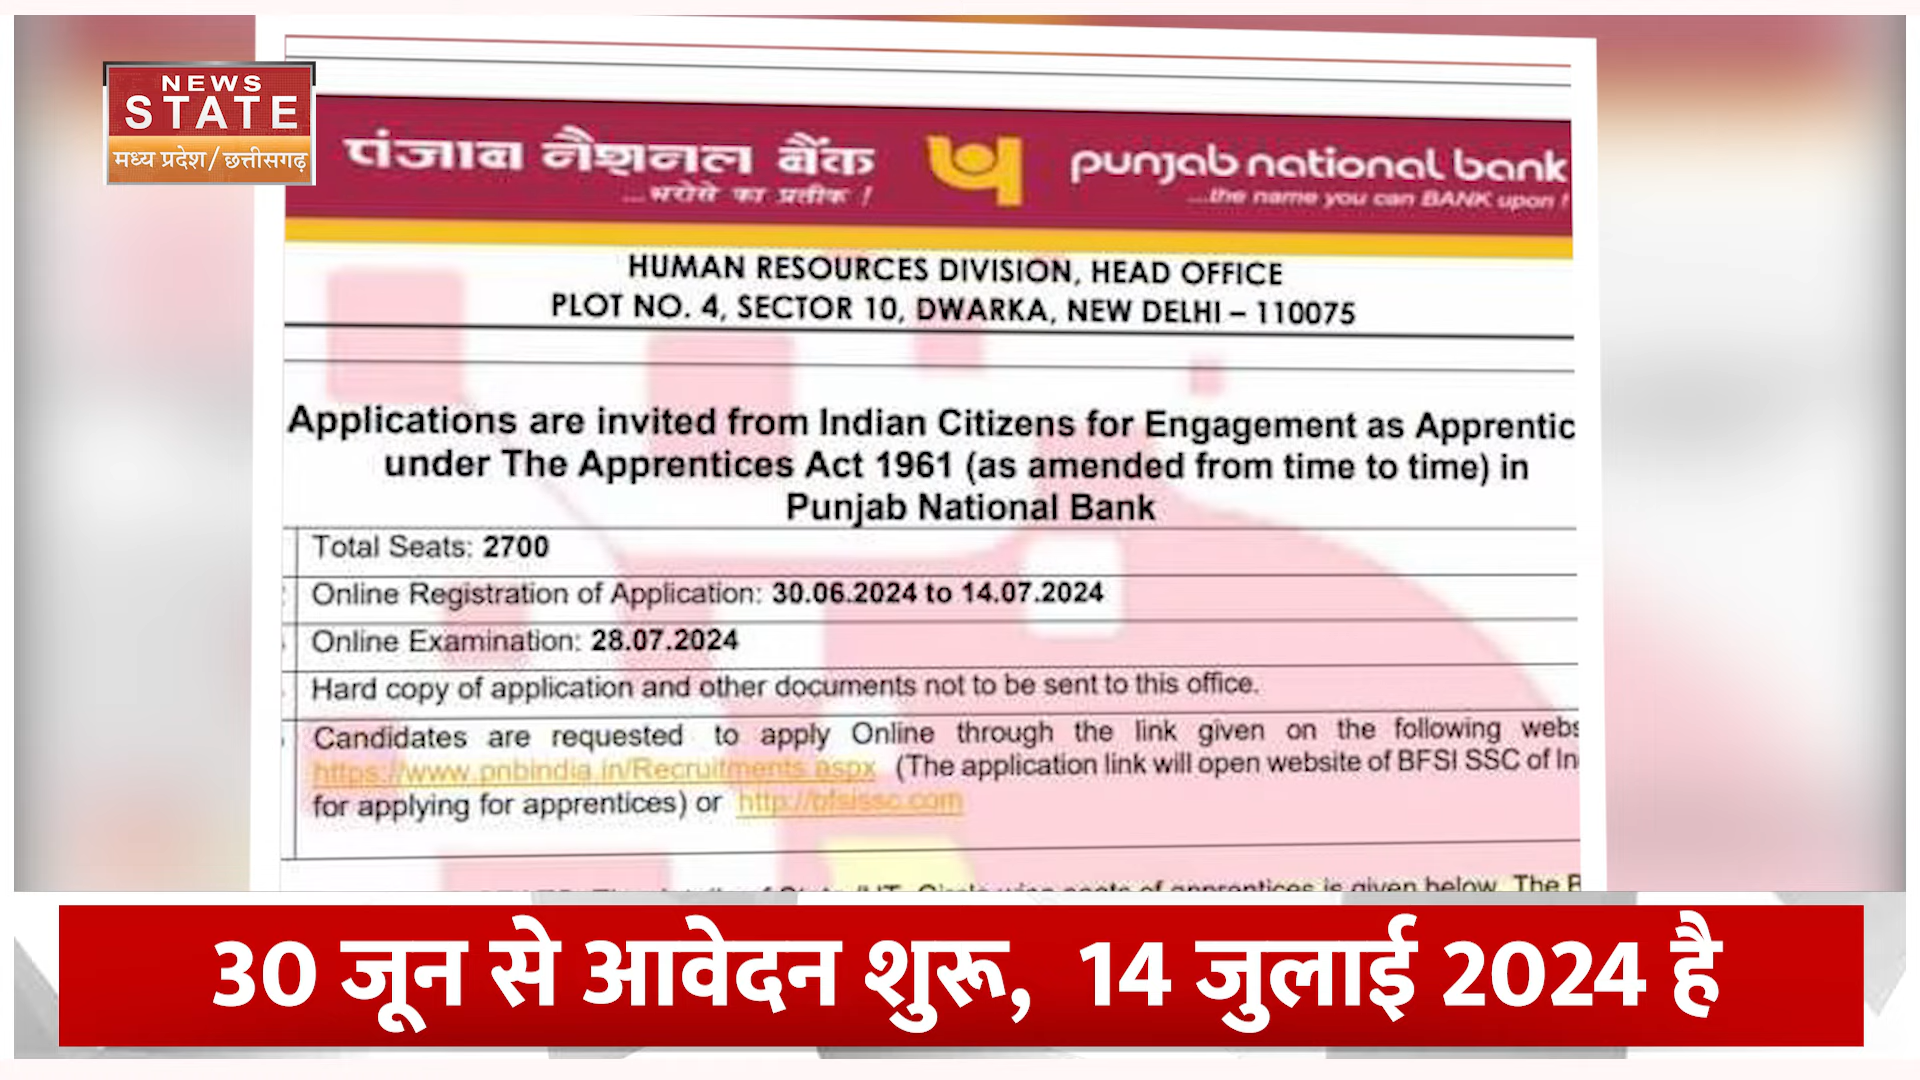 NEWS
STATE
मध्य प्रदेश/छत्तीसगढ़
पंजाब नैशनल बैंक
...भरोसे का प्रतीक !
punjab national bank
...the name you can BANK upon !
HUMAN RESOURCES DIVISION, HEAD OFFICE
PLOT NO. 4, SECTOR 10, DWARKA, NEW DELHI – 110075
Applications are invited from Indian Citizens for Engagement as Apprentic
under The Apprentices Act 1961 (as amended from time to time) in
Punjab National Bank
Total Seats: 2700
Online Registration of Application: 30.06.2024 to 14.07.2024
Online Examination: 28.07.2024
Hard copy of application and other documents not to be sent to this office.
Candidates are requested to apply Online through the link given on the following webs
https://www.pnbindia.in/Recruitments.aspx (The application link will open website of BFSI SSC of In
for applying for apprentices) or http://bfsissc.com
of apprentices is given below. The
30 जून से आवेदन शुरू, 14 जुलाई 2024 है